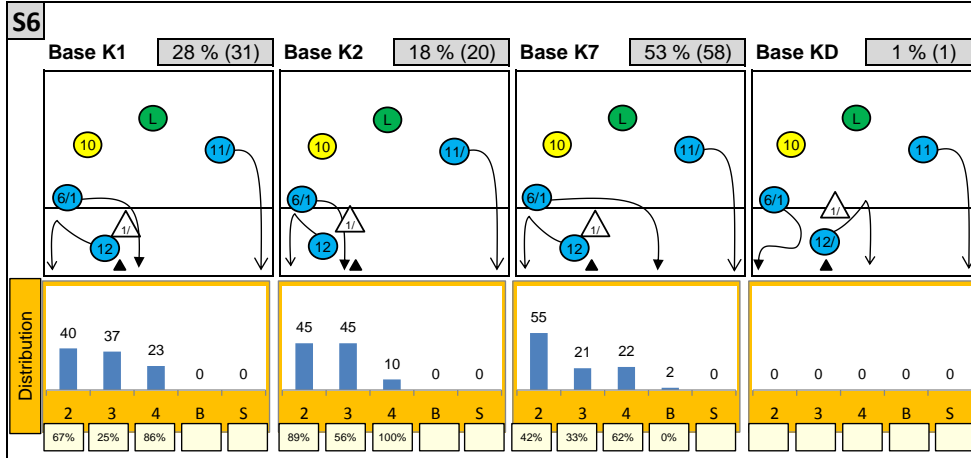 S6
Base K1 28 % (31) Base K2 18 % (20) Base K7 53 % (58) Base KD 1 % (1)
L L L L
10 11/ 10 11/ 10 11/ 10 11
6/1 6/1 6/1 6/1
1/ 1/ 1/ 1/
12 12 12 12/
Distribution
40 37 23 0 0 45 45 10 0 0 55 21 22 2 0 0 0 0 0 0
2 3 4 B S 2 3 4 B S 2 3 4 B S 2 3 4 B S
67% 25% 86% 89% 56% 100% 42% 33% 62% 0%